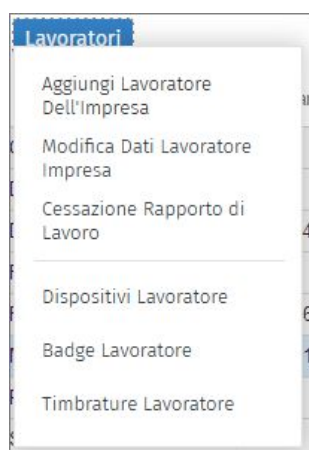 Lavoratori
Aggiungi Lavoratore
Dell'Impresa
Modifica Dati Lavoratore
Impresa
Cessazione Rapporto di
Lavoro
Dispositivi Lavoratore
Badge Lavoratore
Timbrature Lavoratore